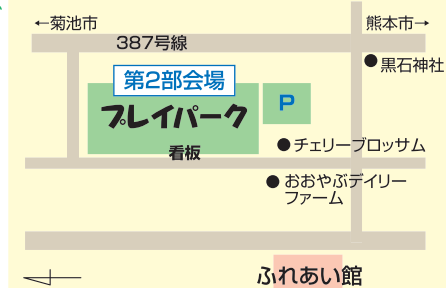 ←菊池市
熊本市→
387号線
黒石神社
第2部会場
プレイパーク
P
看板
チェリーブロッサム
おおやぶデイリー
ファーム
ふれあい館